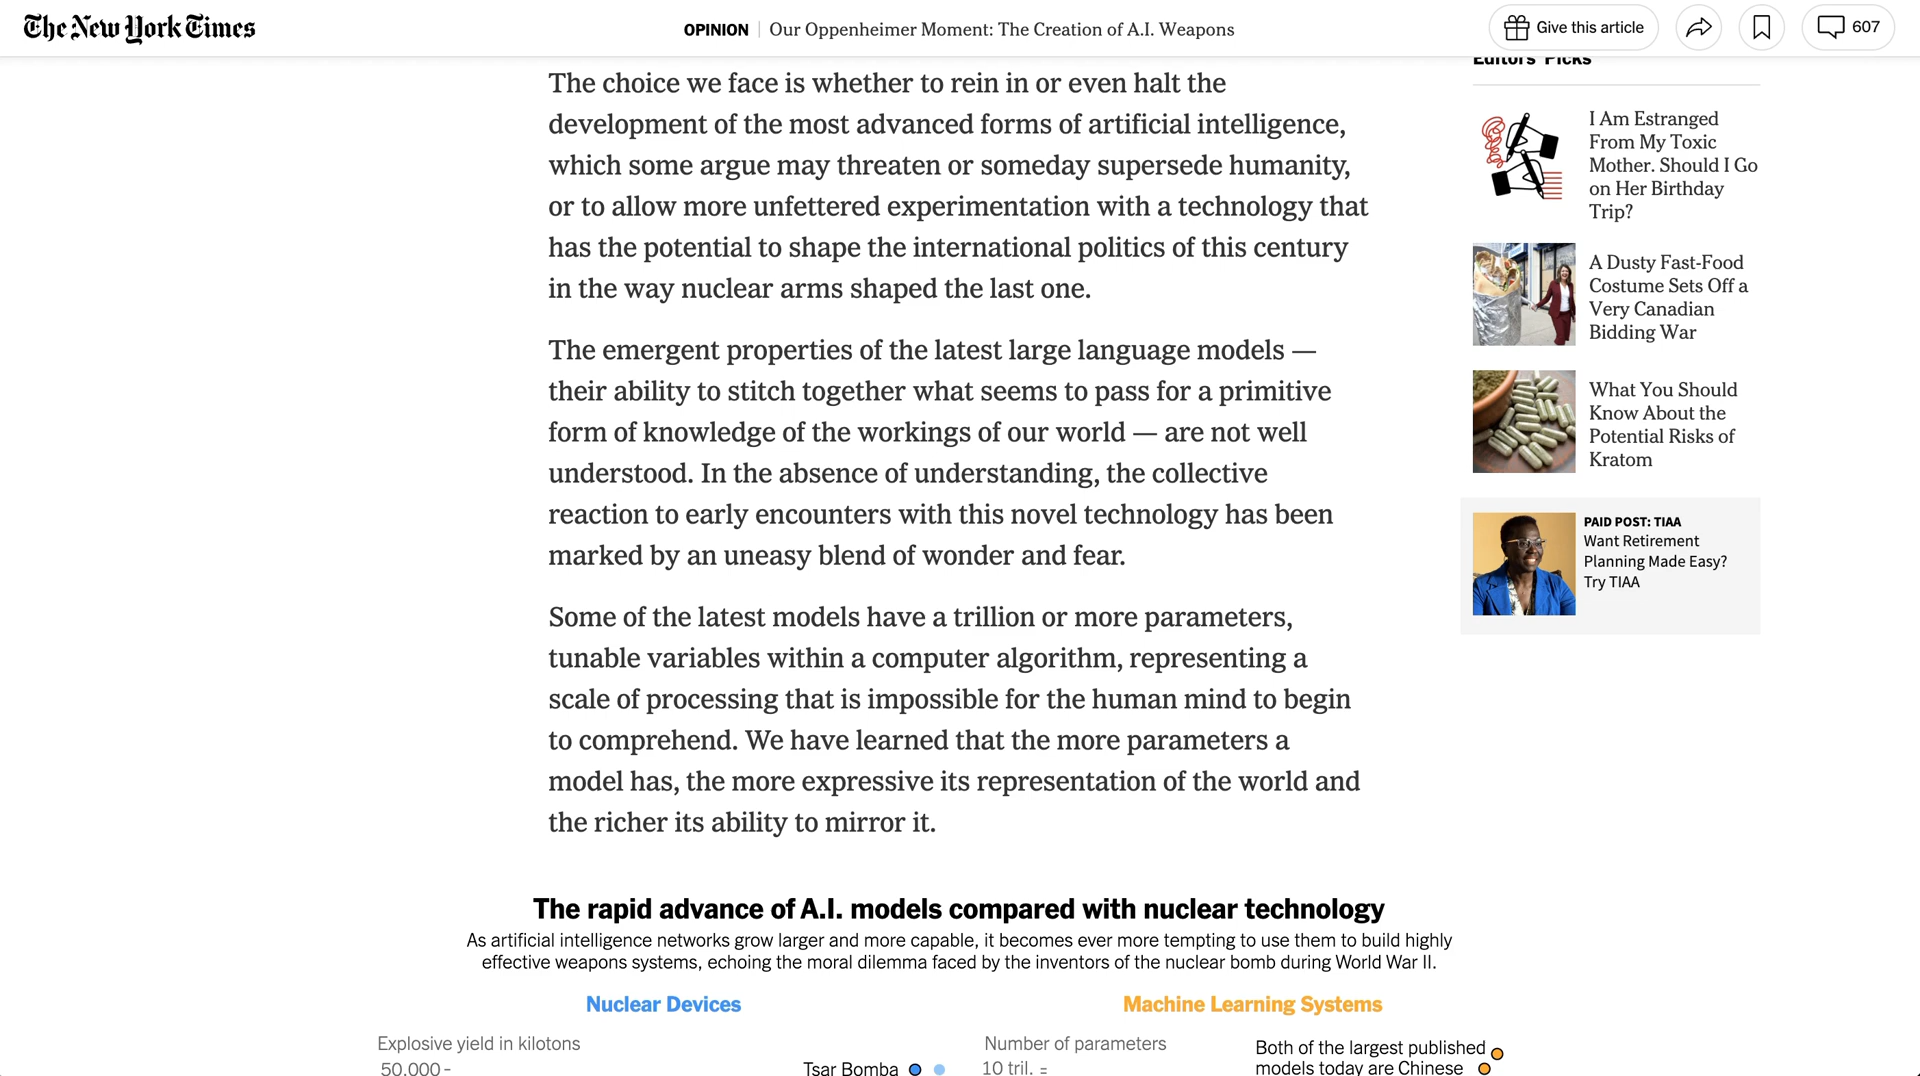 The New York Times
OPINION
Our Oppenheimer Moment: The Creation of A.I. Weapons
Give this article
607
The choice we face is whether to rein in or even halt the
development of the most advanced forms of artificial intelligence,
which some argue may threaten or someday supersede humanity,
or to allow more unfettered experimentation with a technology that
has the potential to shape the international politics of this century
in the way nuclear arms shaped the last one.
The emergent properties of the latest large language models —
their ability to stitch together what seems to pass for a primitive
form of knowledge of the workings of our world — are not well
understood. In the absence of understanding, the collective
reaction to early encounters with this novel technology has been
marked by an uneasy blend of wonder and fear.
Some of the latest models have a trillion or more parameters,
tunable variables within a computer algorithm, representing a
scale of processing that is impossible for the human mind to begin
to comprehend. We have learned that the more parameters a
model has, the more expressive its representation of the world and
the richer its ability to mirror it.
Editors' Picks
I Am Estranged
From My Toxic
Mother. Should I Go
on Her Birthday
Trip?
A Dusty Fast-Food
Costume Sets Off a
Very Canadian
Bidding War
What You Should
Know About the
Potential Risks of
Kratom
PAID POST: TIAA
Want Retirement
Planning Made Easy?
Try TIAA
The rapid advance of A.I. models compared with nuclear technology
As artificial intelligence networks grow larger and more capable, it becomes ever more tempting to use them to build highly
effective weapons systems, echoing the moral dilemma faced by the inventors of the nuclear bomb during World War II.
Nuclear Devices
Explosive yield in kilotons
50,000
Tsar Bomba
Machine Learning Systems
Number of parameters
10 tril.
Both of the largest published
models today are Chinese